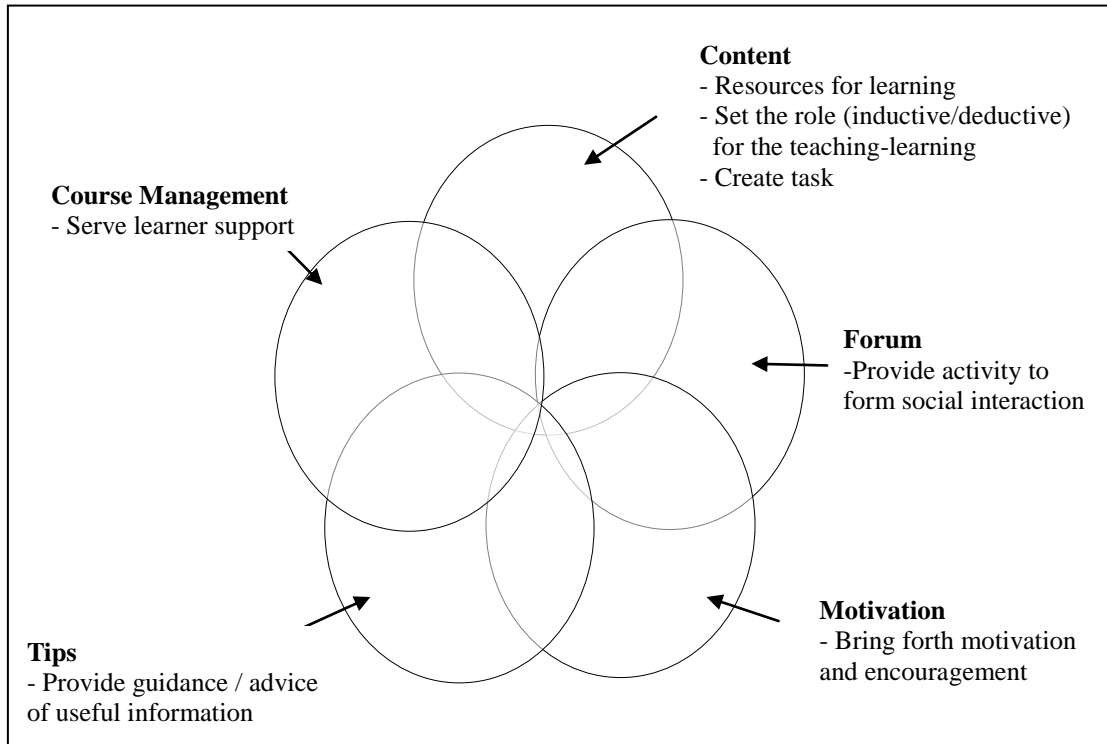 Content
- Resources for learning
- Set the role (inductive/deductive)
for the teaching-learning
- Create task
Course Management
- Serve learner support
Forum
-Provide activity to
form social interaction
Motivation
- Bring forth motivation
and encouragement
Tips
- Provide guidance / advice
of useful information